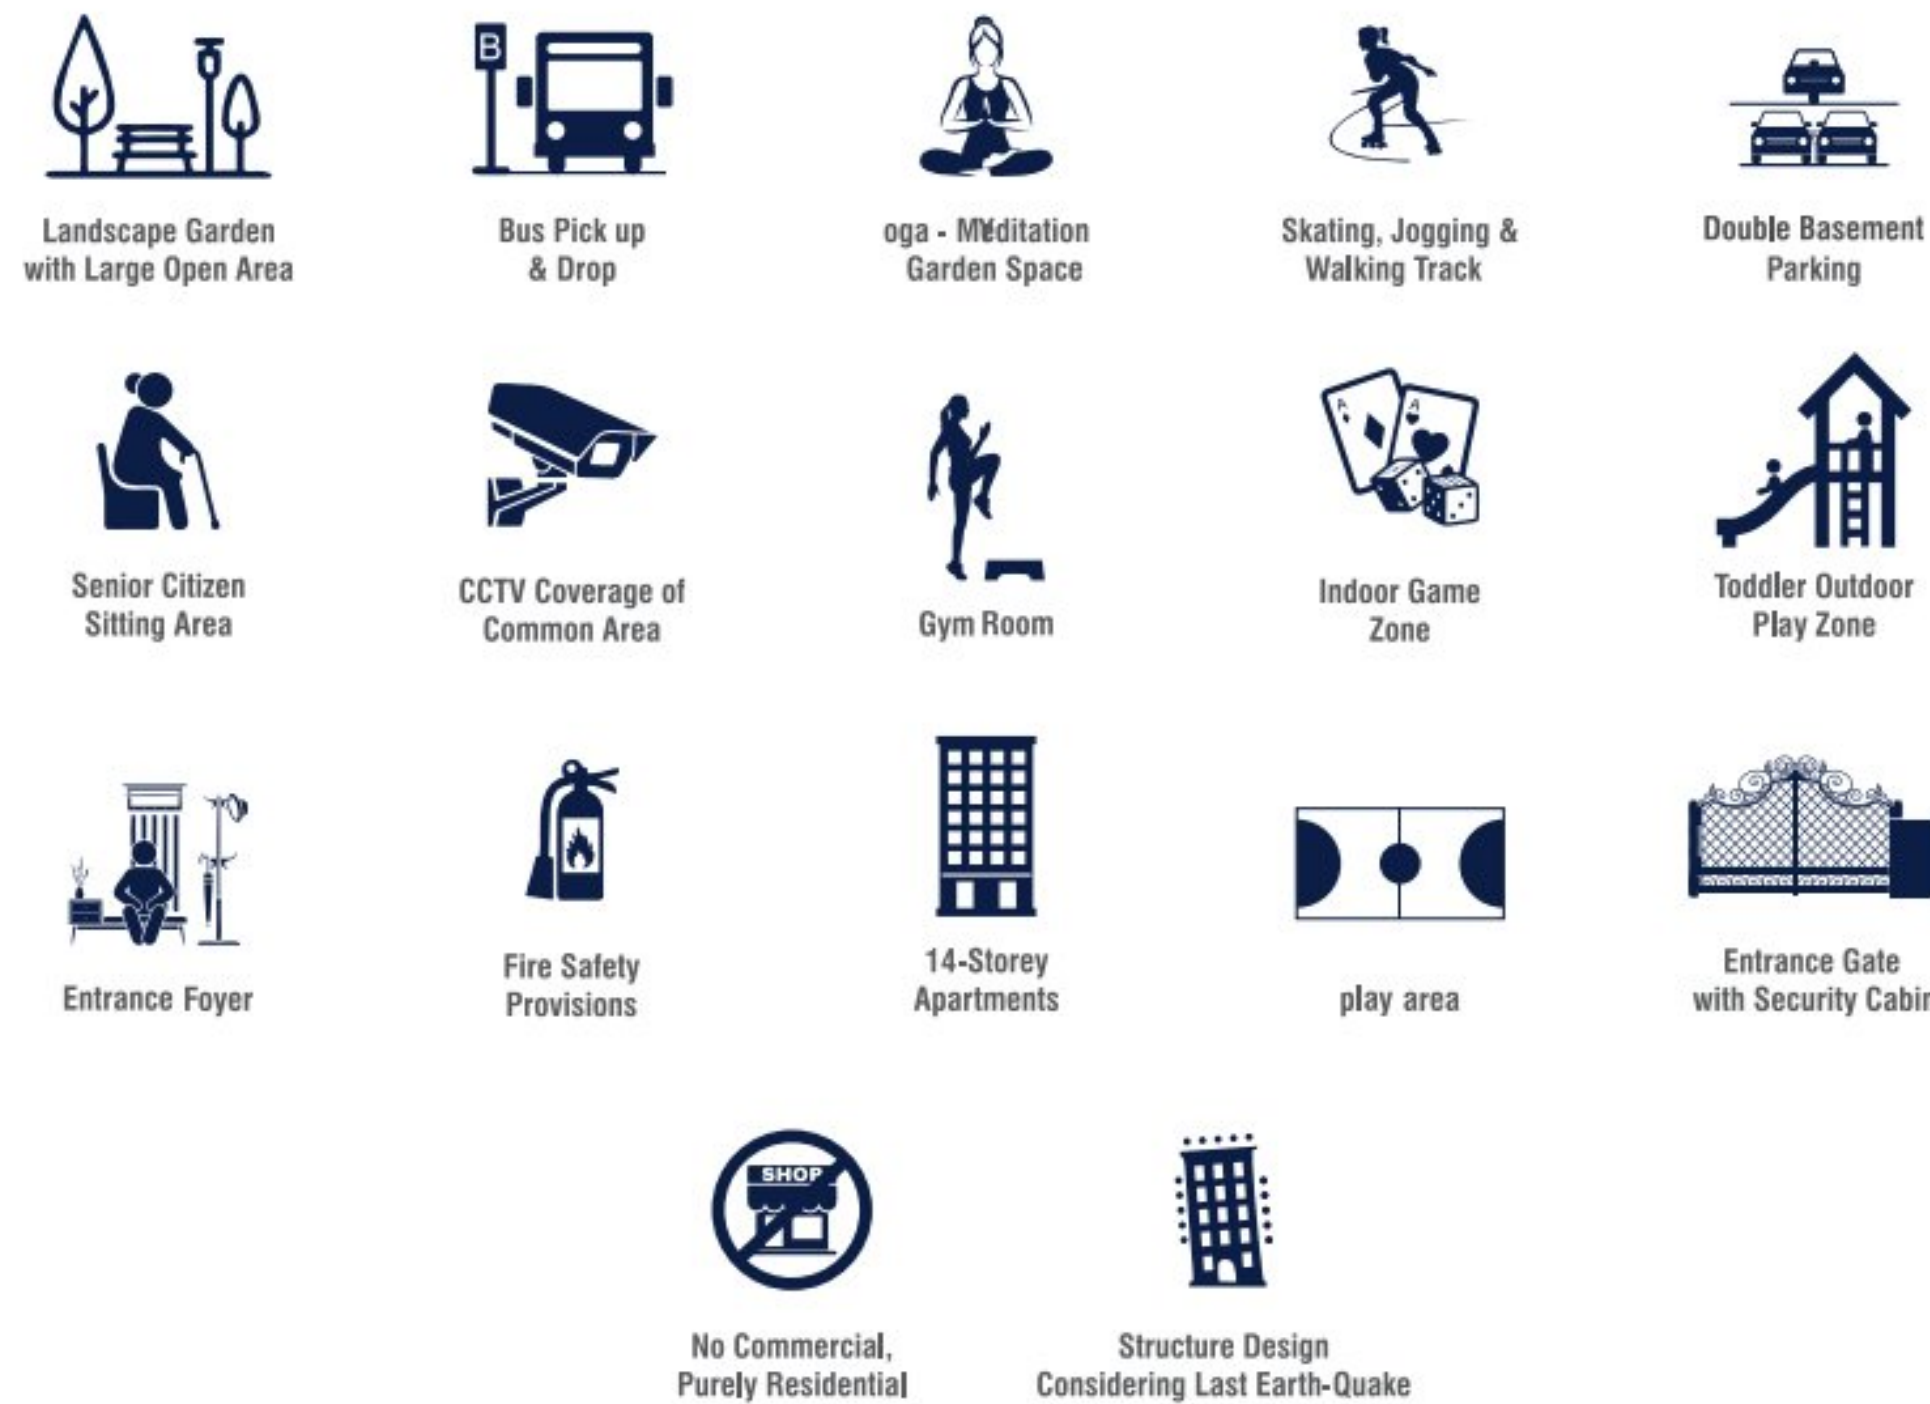 B
Landscape Garden
with Large Open Area
Bus Pick up
& Drop
oga - MYeditation
Garden Space
Skating, Jogging &
Walking Track
Double Basement
Parking
A
A
Senior Citizen
Sitting Area
CCTV Coverage of
Common Area
Gym Room
Indoor Game
Zone
Toddler Outdoor
Play Zone
Entrance Foyer
Fire Safety
Provisions
14-Storey
Apartments
play area
Entrance Gate
with Security Cabin
SHOP
No Commercial,
Purely Residential
Structure Design
Considering Last Earth-Quake